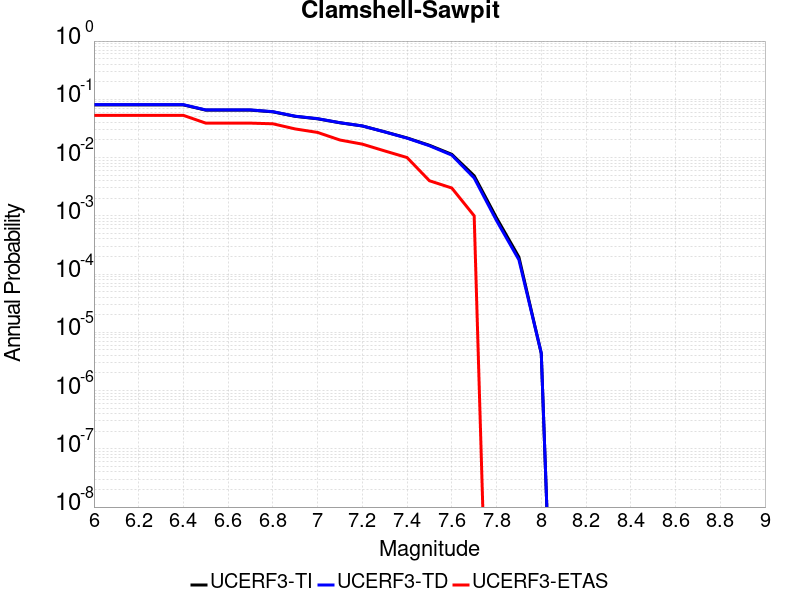 Clamshell-Sawpit
10^0
10^-1
10^-2
10^-3
10^-4
10^-5
10^-6
10^-7
10^-8
Annual Probability
6 6.2 6.4 6.6 6.8 7 7.2 7.4 7.6 7.8 8 8.2 8.4 8.6 8.8 9
Magnitude
UCERF3-TI UCERF3-TD UCERF3-ETAS